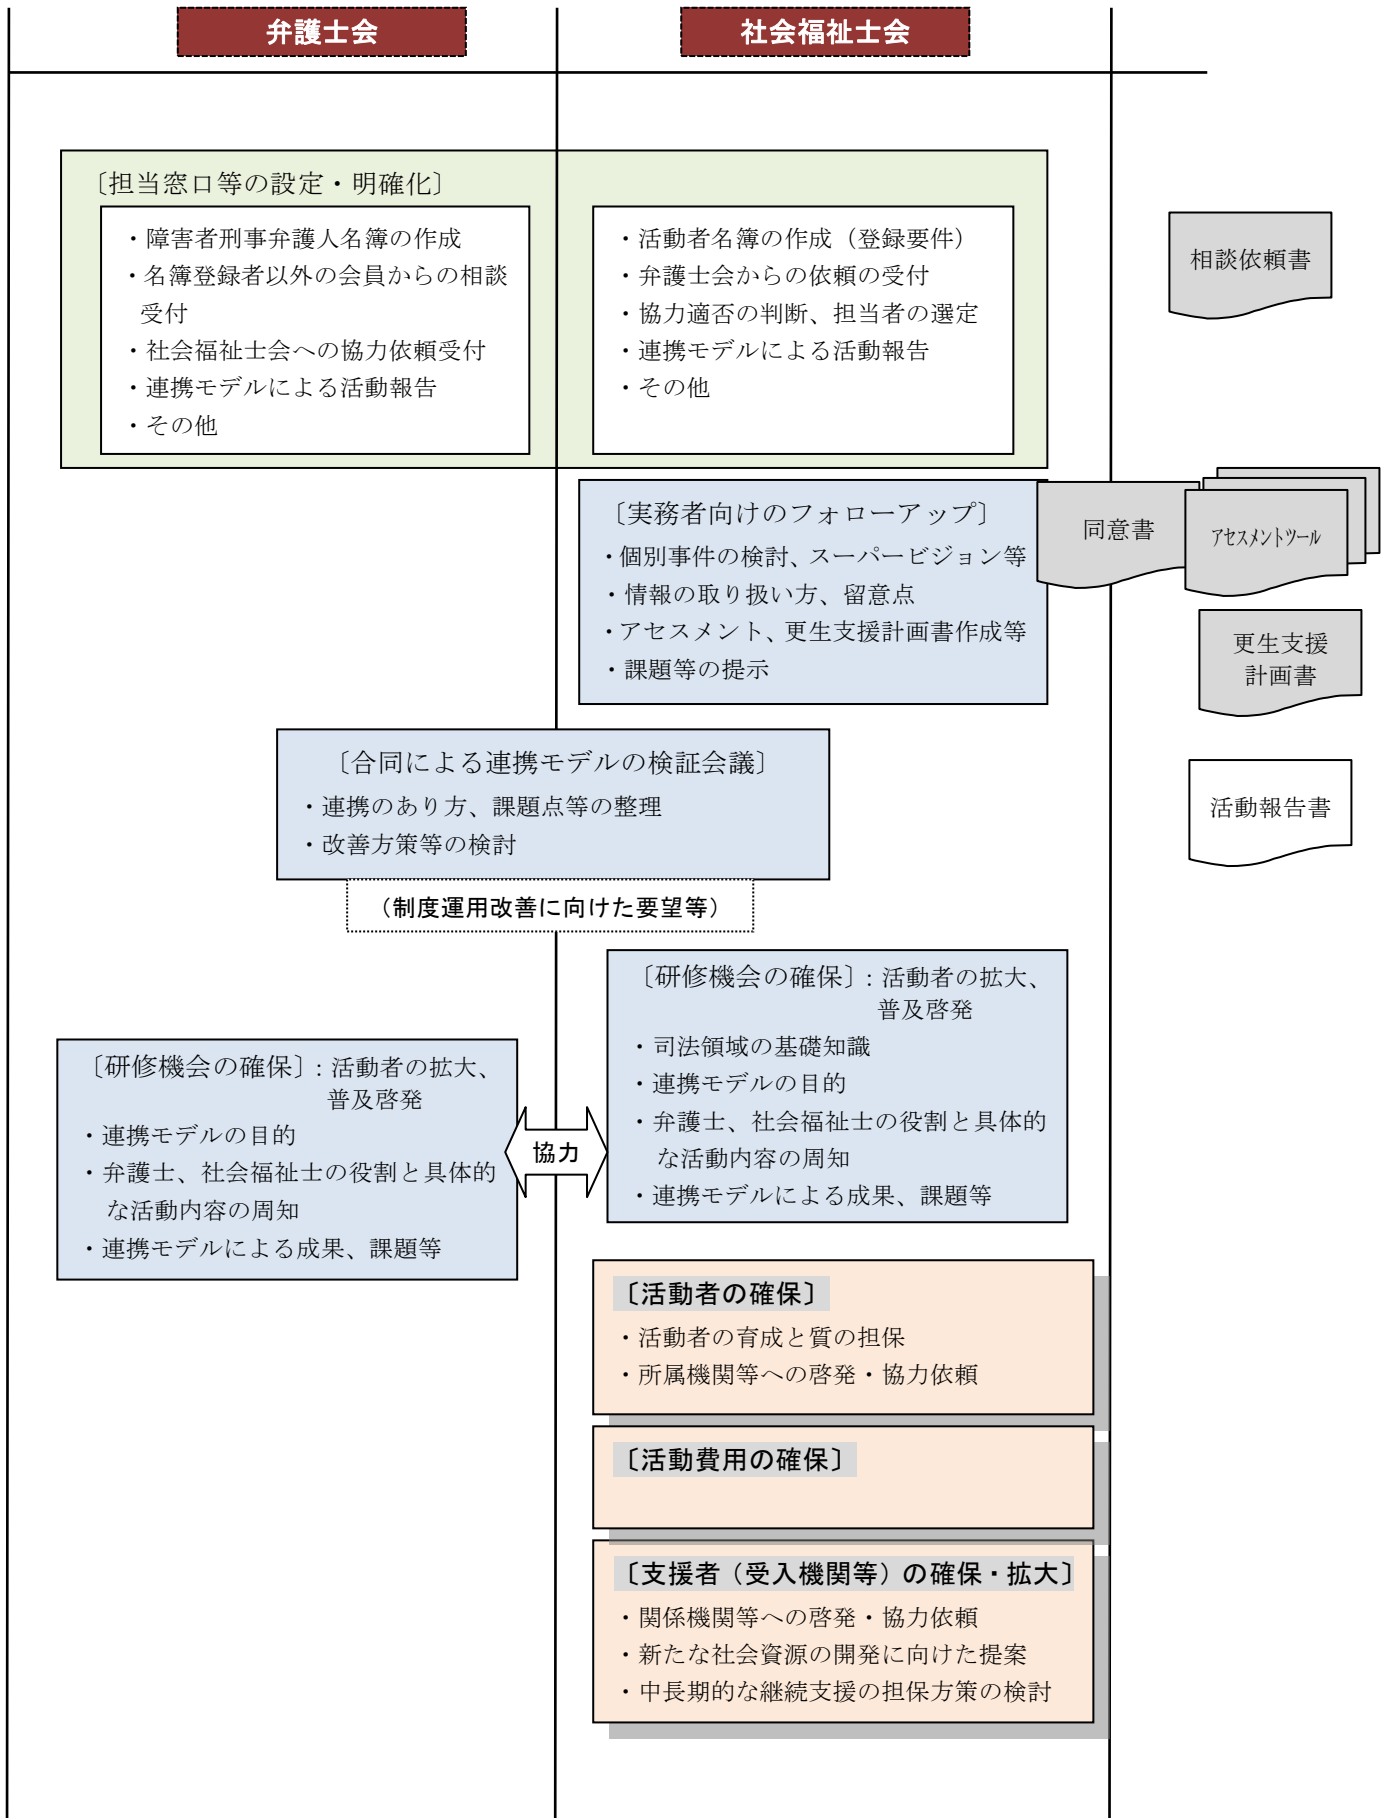 弁護士会
社会福祉士会
〔担当窓口等の設定・明確化〕
・障害者刑事弁護人名簿の作成
・名簿登録者以外の会員からの相談
受付
・社会福祉士会への協力依頼受付
・連携モデルによる活動報告
・その他
・活動者名簿の作成（登録要件）
・弁護士会からの依頼の受付
・協力適否の判断、担当者の選定
・連携モデルによる活動報告
・その他
相談依頼書
〔実務者向けのフォローアップ〕
・個別事件の検討、スーパービジョン等
・情報の取り扱い方、留意点
・アセスメント、更生支援計画書作成等
・課題等の提示
同意書
アセスメントツール
更生支援
計画書
〔合同による連携モデルの検証会議〕
・連携のあり方、課題点等の整理
・改善方策等の検討
（制度運用改善に向けた要望等）
活動報告書
〔研修機会の確保〕：活動者の拡大、
普及啓発
・連携モデルの目的
・弁護士、社会福祉士の役割と具体的
な活動内容の周知
・連携モデルによる成果、課題等
協力
〔研修機会の確保〕：活動者の拡大、
普及啓発
・司法領域の基礎知識
・連携モデルの目的
・弁護士、社会福祉士の役割と具体的
な活動内容の周知
・連携モデルによる成果、課題等
〔活動者の確保〕
・活動者の育成と質の担保
・所属機関等への啓発・協力依頼
〔活動費用の確保〕
〔支援者（受入機関等）の確保・拡大〕
・関係機関等への啓発・協力依頼
・新たな社会資源の開発に向けた提案
・中長期的な継続支援の担保方策の検討